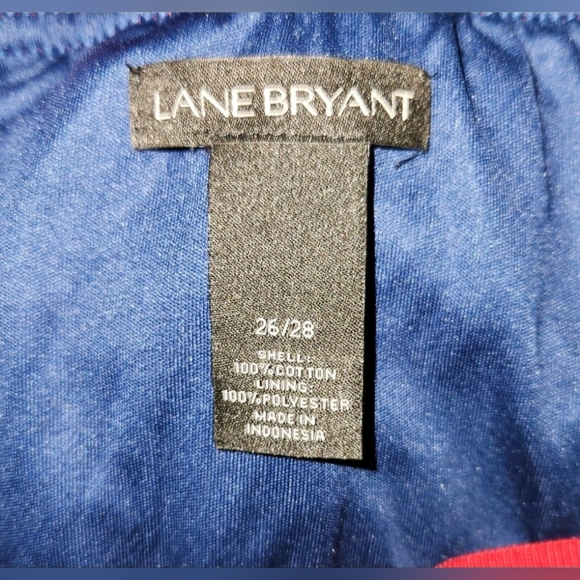 LANE BRYANT
26/28
SHELL:
100% COTTON
LINING:
100% POLYESTER
MADE IN
INDONESIA